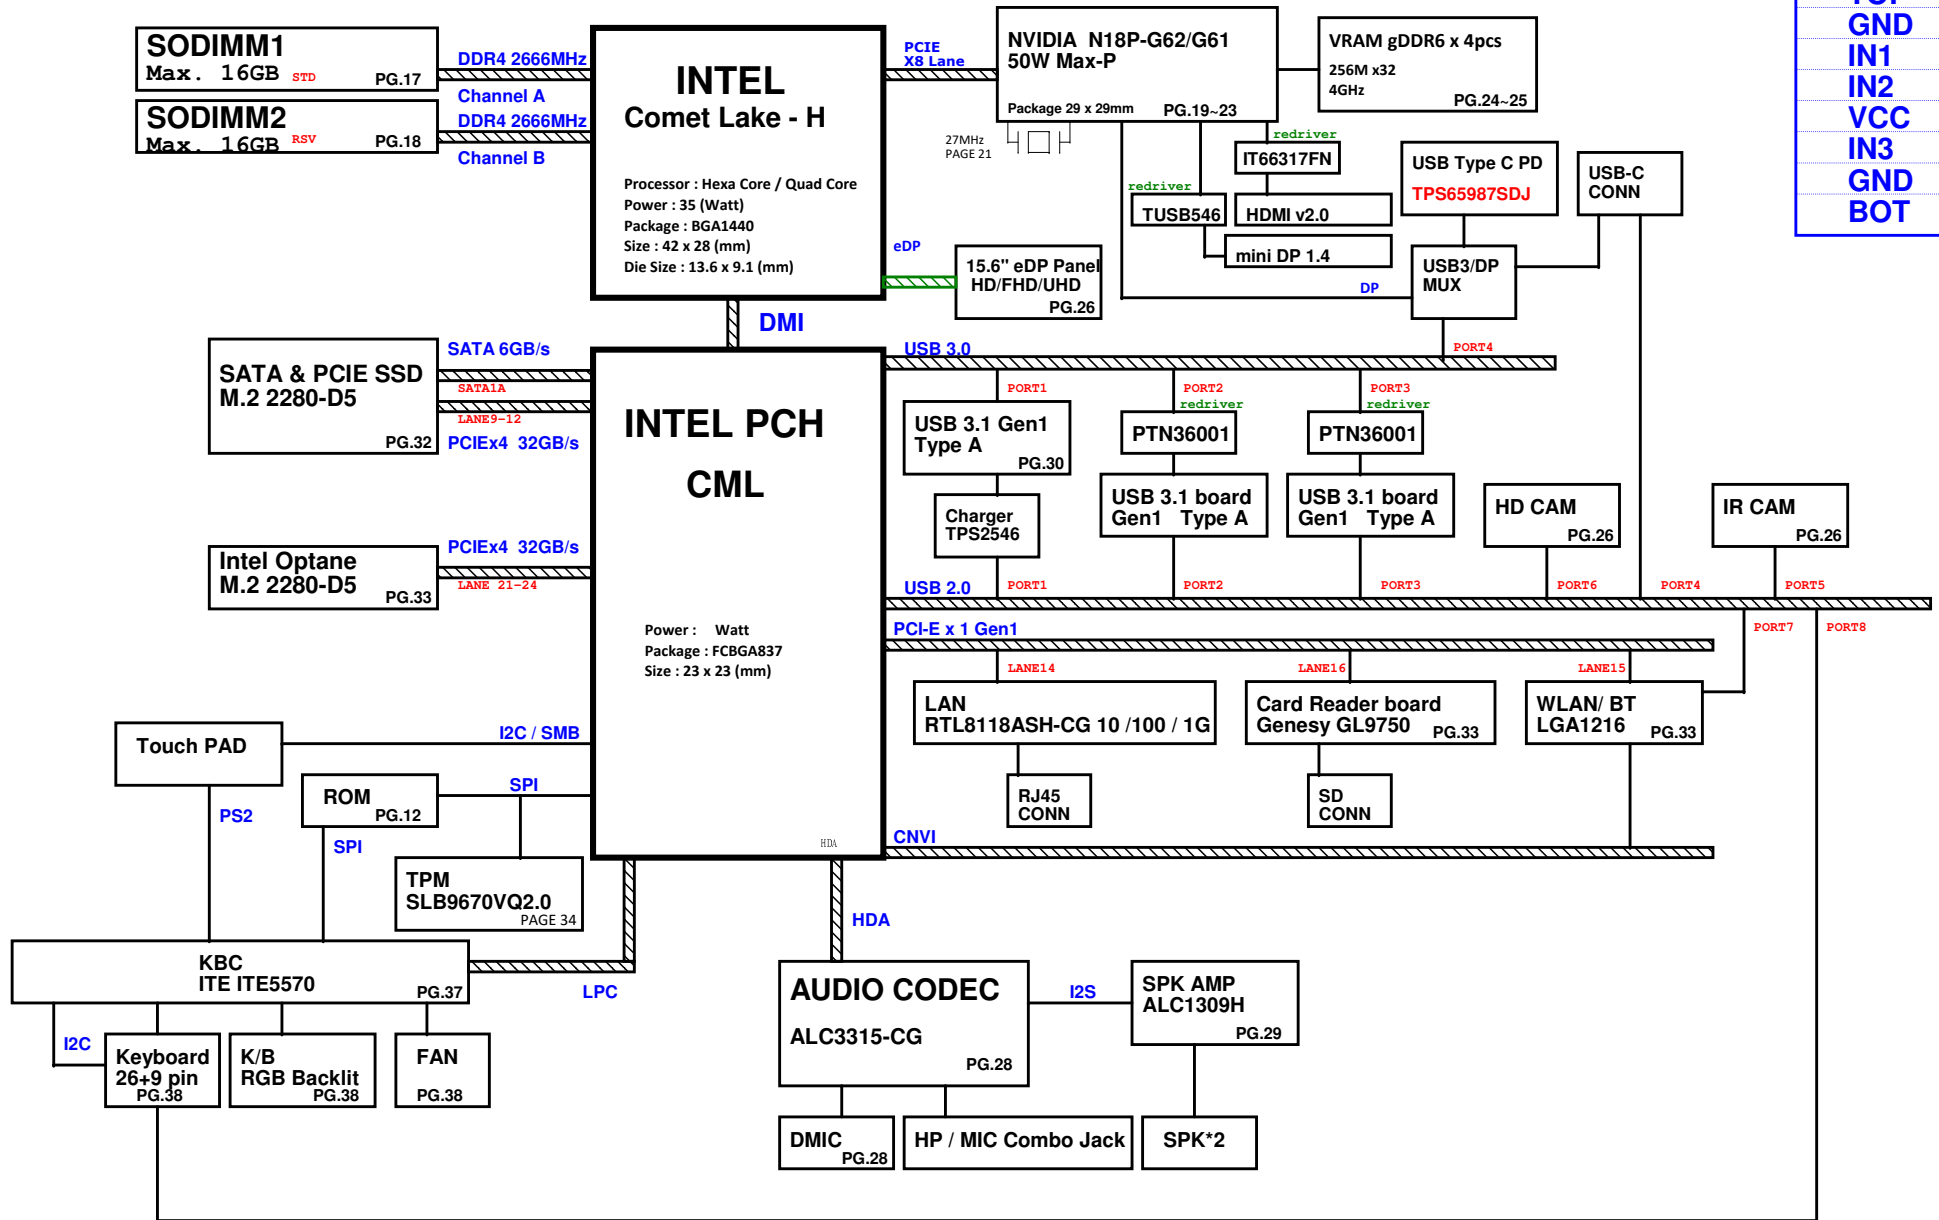 SODIMM1
Max. 16GB STD PG.17
DDR4 2666MHz
Channel A
SODIMM2
Max. 16GB RSV PG.18
DDR4 2666MHz
Channel B
INTEL
Comet Lake - H
Processor : Hexa Core / Quad Core
Power : 35 (Watt)
Package : BGA1440
Size : 42 x 28 (mm)
Die Size : 13.6 x 9.1 (mm)
PCIE
X8 Lane
NVIDIA N18P-G62/G61
50W Max-P
Package 29 x 29mm PG.19~23
VRAM gDDR6 x 4pcs
256M x32
4GHz
PG.24~25
27MHz
PAGE 21
redriver
IT66317FN
redriver
TUSB546
HDMI v2.0
mini DP 1.4
USB Type C PD
TPS65987SDJ
USB-C
CONN
USB3/DP
MUX
DP
GND
IN1
IN2
VCC
IN3
GND
BOT
eDP
15.6" eDP Panel
HD/FHD/UHD
PG.26
DMI
SATA & PCIE SSD
M.2 2280-D5
PG.32
SATA 6GB/s
SATA1A
LANE9-12
PCIEx4 32GB/s
Intel Optane
M.2 2280-D5
PG.33
PCIEx4 32GB/s
LANE 21-24
INTEL PCH
CML
Power : Watt
Package : FCBGA837
Size : 23 x 23 (mm)
HDA
USB 3.0
PORT4
PORT1
PORT2
redriver
PORT3
redriver
USB 3.1 Gen1
Type A
PG.30
PTN36001
PTN36001
Charger
TPS2546
USB 3.1 board
Gen1 Type A
USB 3.1 board
Gen1 Type A
HD CAM
PG.26
IR CAM
PG.26
USB 2.0
PORT1
PORT2
PORT3
PORT6
PORT4
PORT5
PORT7
PORT8
PCI-E x 1 Gen1
LANE14
LANE16
LANE15
LAN
RTL8118ASH-CG 10 /100 / 1G
Card Reader board
Genesy GL9750 PG.33
WLAN/ BT
LGA1216 PG.33
RJ45
CONN
SD
CONN
CNVI
Touch PAD
I2C / SMB
ROM
PG.12
SPI
PS2
SPI
TPM
SLB9670VQ2.0
PAGE 34
KBC
ITE ITE5570
PG.37
LPC
HDA
I2C
Keyboard
26+9 pin
PG.38
K/B
RGB Backlit
PG.38
FAN
PG.38
AUDIO CODEC
ALC3315-CG
PG.28
I2S
SPK AMP
ALC1309H
PG.29
DMIC
PG.28
HP / MIC Combo Jack
SPK*2